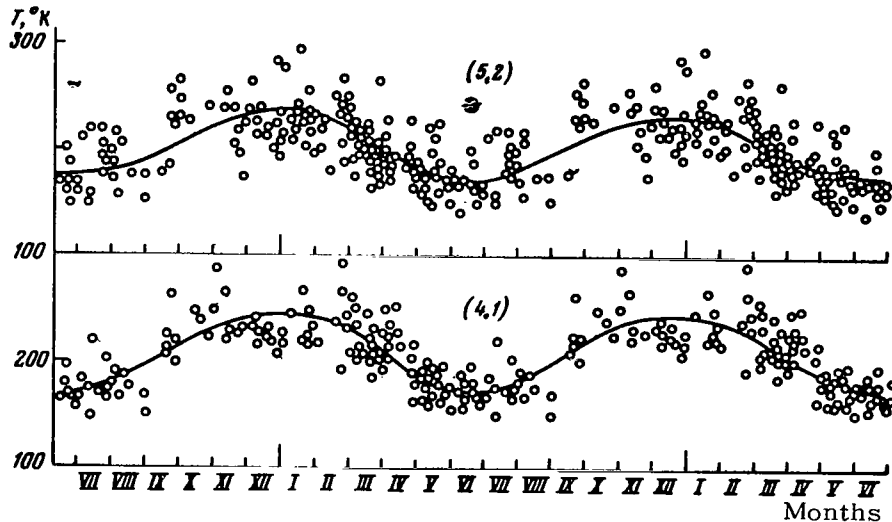 T,°K
300
(5,2)
100
(4,1)
200
100
VII VIII IX X XI XII I II III IV V VI VII VIII IX X XI XII I II III IV V VI
Months